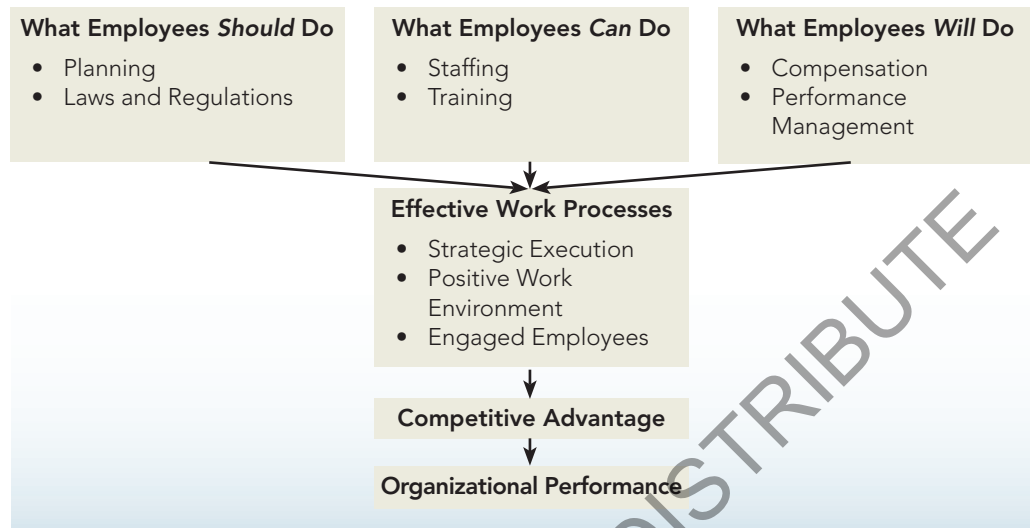 What Employees Should Do
• Planning
• Laws and Regulations
What Employees Can Do
• Staffing
• Training
What Employees Will Do
• Compensation
• Performance
Management
Effective Work Processes
• Strategic Execution
• Positive Work
Environment
• Engaged Employees
Competitive Advantage
Organizational Performance
DISTRIBUTE